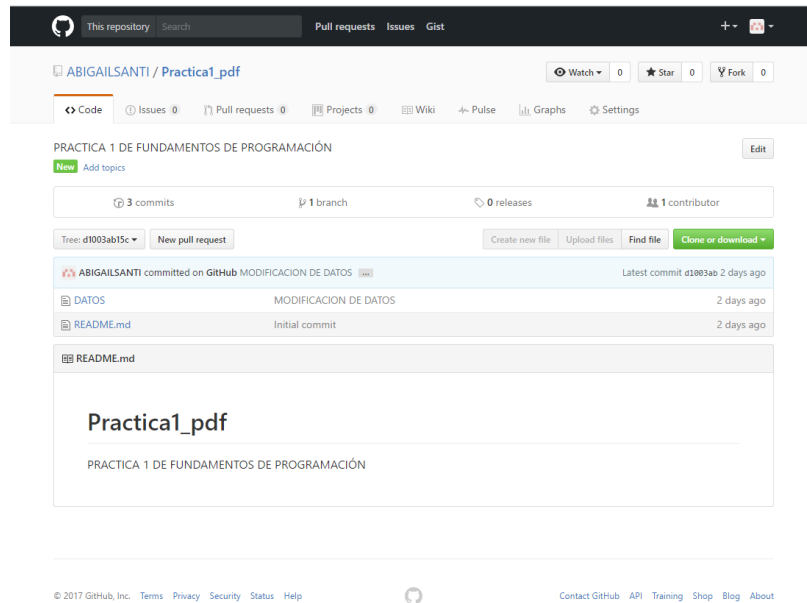 This repository Search Pull requests Issues Gist
ABIGAILSANTI / Practica1_pdf Watch 0 Star 0 Fork 0
Code Issues 0 Pull requests 0 Projects 0 Wiki Pulse Graphs Settings
PRACTICA 1 DE FUNDAMENTOS DE PROGRAMACIÓN Edit
New Add topics
3 commits 1 branch 0 releases 1 contributor
Tree: d1003ab15c New pull request Create new file Upload files Find file Clone or download
ABIGAILSANTI committed on GitHub MODIFICACION DE DATOS ... Latest commit d1003ab 2 days ago
DATOS MODIFICACION DE DATOS 2 days ago
README.md Initial commit 2 days ago
README.md
Practica1_pdf
PRACTICA 1 DE FUNDAMENTOS DE PROGRAMACIÓN
© 2017 GitHub, Inc. Terms Privacy Security Status Help Contact GitHub API Training Shop Blog About